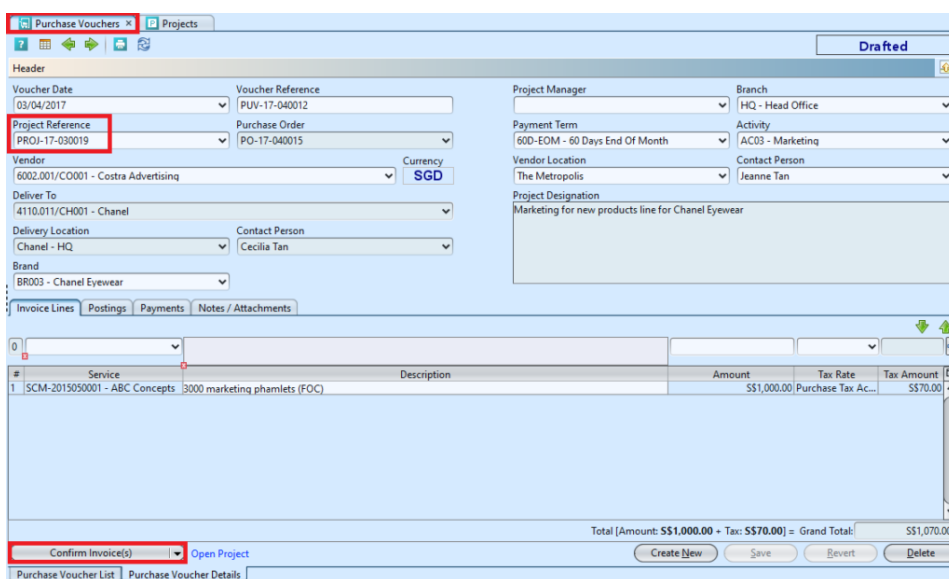 Purchase Vouchers × Projects
Drafted
Header
Voucher Date Voucher Reference Project Manager Branch
03/04/2017 PUV-17-040012 HQ - Head Office
Project Reference Purchase Order Payment Term Activity
PROJ-17-030019 PO-17-040015 60D-EOM - 60 Days End Of Month AC03 - Marketing
Vendor Currency Vendor Location Contact Person
6002.001/CO001 - Costra Advertising SGD The Metropolis Jeanne Tan
Deliver To Project Designation
4110.011/CH001 - Chanel Marketing for new products line for Chanel Eyewear
Delivery Location Contact Person
Chanel - HQ Cecilia Tan
Brand
BR003 - Chanel Eyewear
Invoice Lines Postings Payments Notes / Attachments
0
# Service Description Amount Tax Rate Tax Amount
1 SCM-2015050001 - ABC Concepts 3000 marketing phamlets (FOC) S$1,000.00 Purchase Tax Ac... S$70.00
Total [Amount: S$1,000.00 + Tax: S$70.00] = Grand Total: S$1,070.00
Confirm Invoice(s) Open Project Create New Save Revert Delete
Purchase Voucher List Purchase Voucher Details